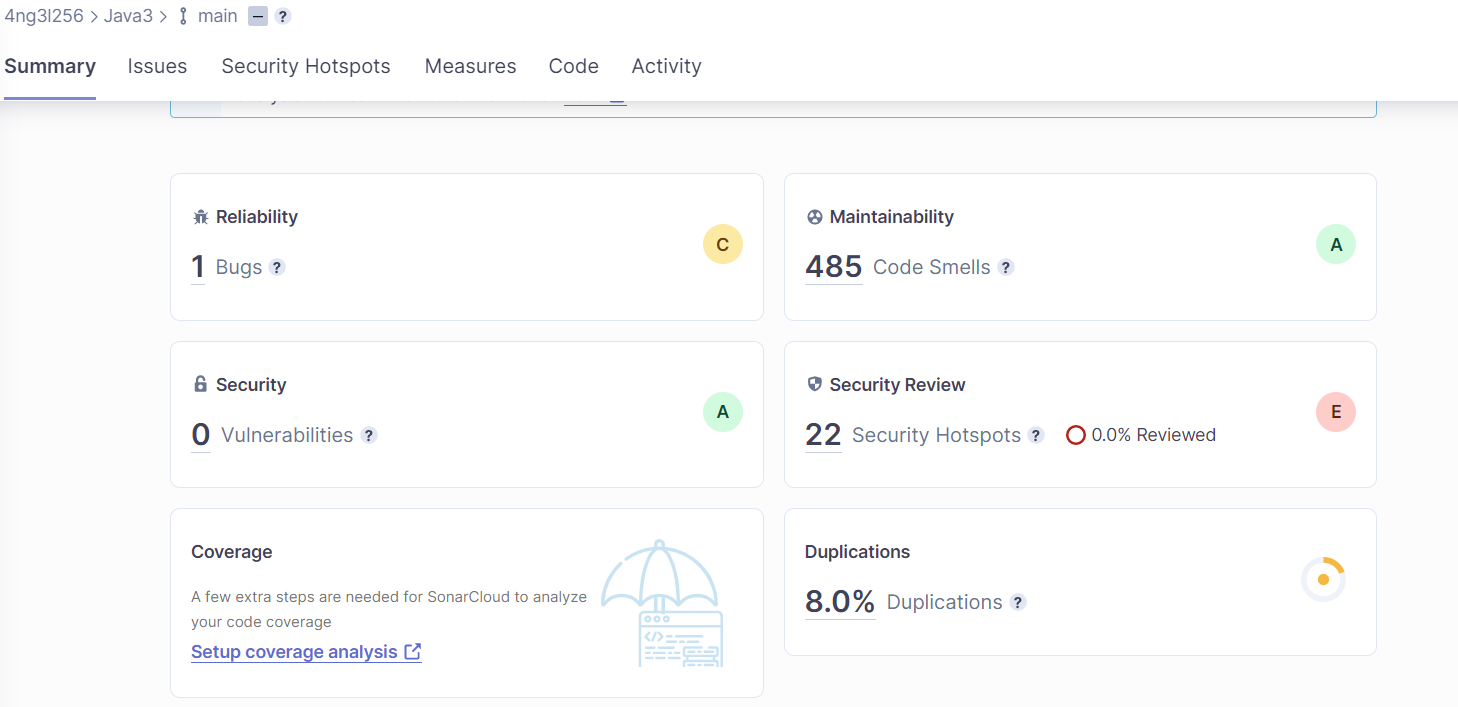 4ng3l256 > Java3 > main – ?
Summary Issues Security Hotspots Measures Code Activity
Reliability
1 Bugs ?
C
Maintainability
485 Code Smells ?
A
Security
0 Vulnerabilities ?
A
Security Review
22 Security Hotspots ? 0.0% Reviewed
E
Coverage
A few extra steps are needed for SonarCloud to analyze
your code coverage
Setup coverage analysis
Duplications
8.0% Duplications ?